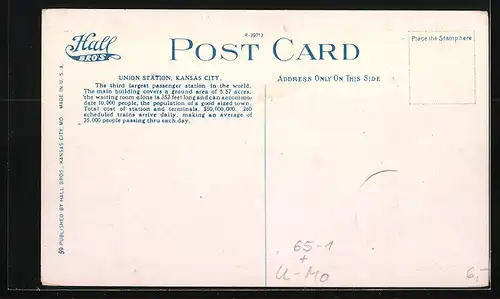 Hall
BROS
R-39713
POST CARD
Place the Stamp here
UNION STATION, KANSAS CITY.
ADDRESS ONLY ON THIS SIDE
The third largest passenger station in the world.
The main building covers a ground area of 5.57 acres,
the waiting room alone is 352 feet long and can accommo-
date 10,000 people, the population of a good sized town.
Total cost of station and terminals, $50,000,000. 260
scheduled trains arrive daily, making an average of
35,000 people passing thru each day.
59 PUBLISHED BY HALL BROS., KANSAS CITY, MO. MADE IN U. S. A.
65-1
+
U-MO
6,-